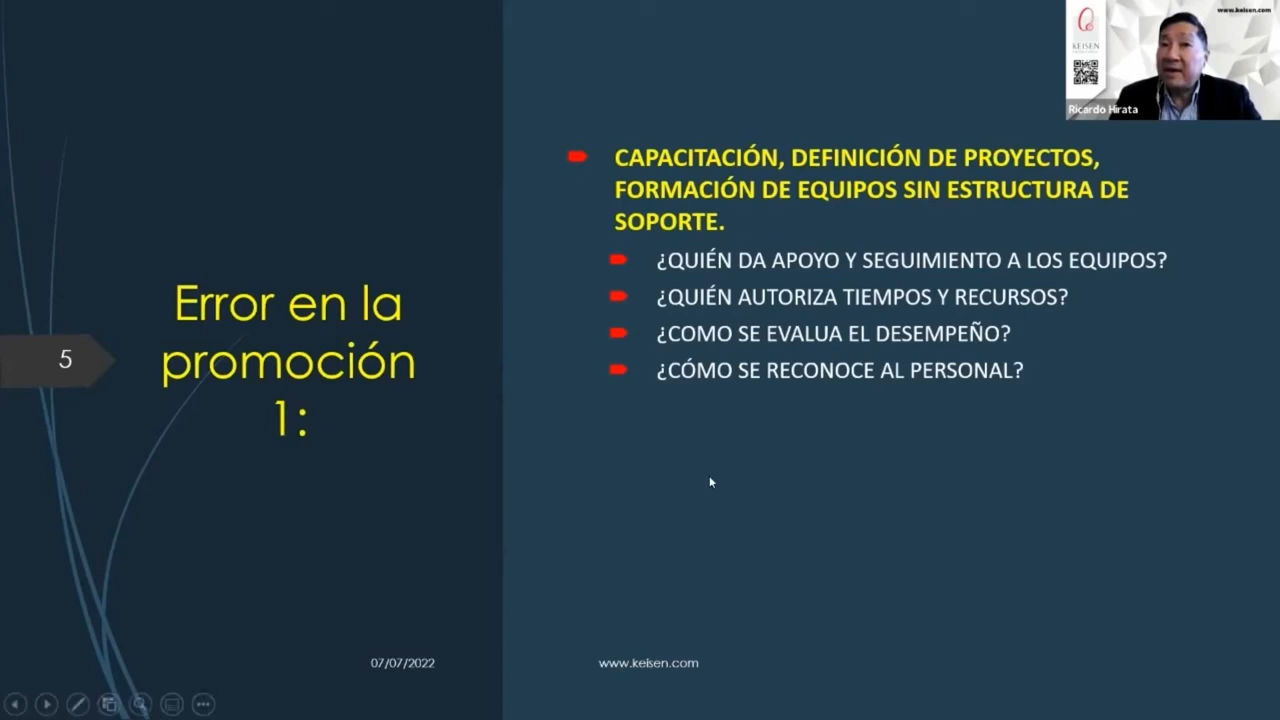 www.keisen.com
KEISEN
Ricardo Hirata
Error en la
promoción
1:
5
CAPACITACIÓN, DEFINICIÓN DE PROYECTOS,
FORMACIÓN DE EQUIPOS SIN ESTRUCTURA DE
SOPORTE.
¿QUIÉN DA APOYO Y SEGUIMIENTO A LOS EQUIPOS?
¿QUIÉN AUTORIZA TIEMPOS Y RECURSOS?
¿COMO SE EVALUA EL DESEMPEÑO?
¿CÓMO SE RECONOCE AL PERSONAL?
07/07/2022
www.keisen.com